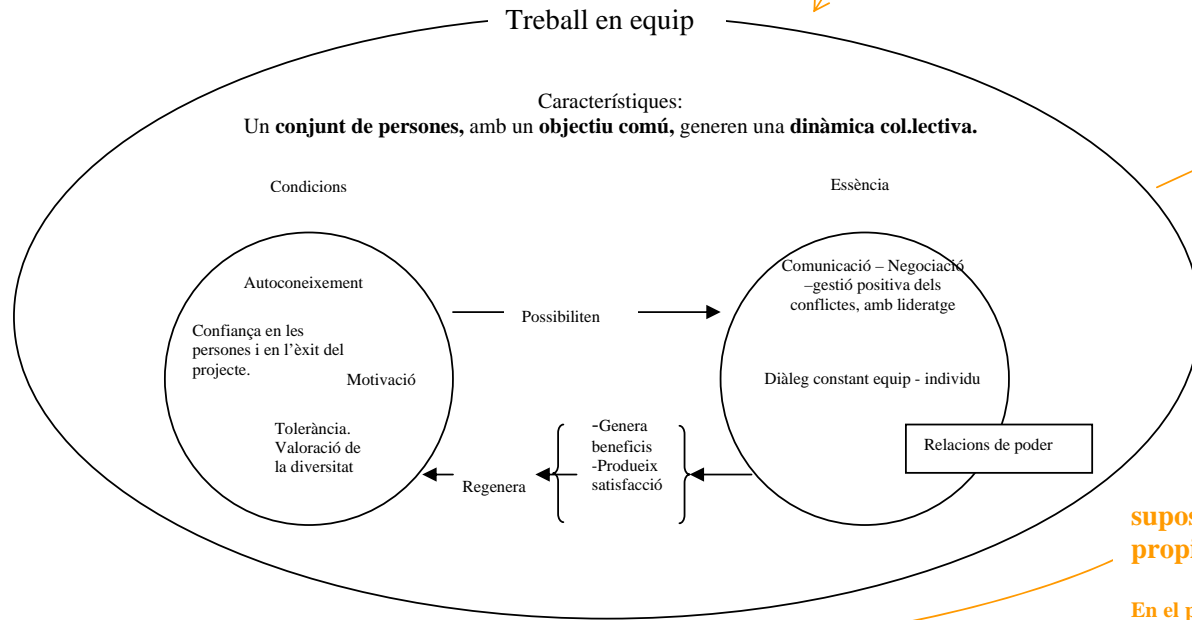 Treball en equip
Característiques:
Un conjunt de persones, amb un objectiu comú, generen una dinàmica col.lectiva.
Condicions
Essència
Autoconeixement
Confiança en les
persones i en l’èxit del
projecte.
Motivació
Tolerància.
Valoració de
la diversitat
Possibiliten
Comunicació – Negociació
–gestió positiva dels
conflictes, amb lideratge
Diàleg constant equip - individu
Relacions de poder
-Genera
beneficis
-Produeix
satisfacció
Regenera
En el